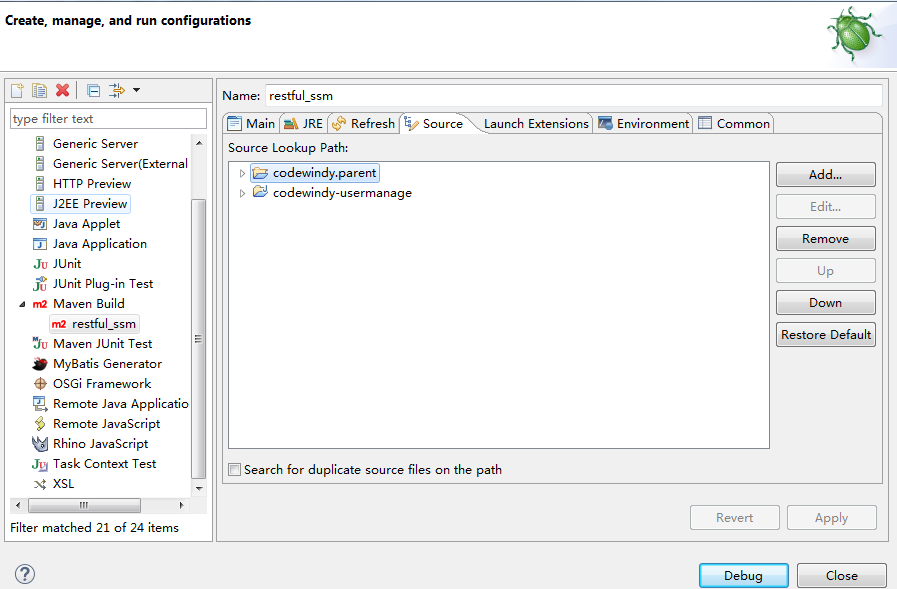 Create, manage, and run configurations
type filter text
Generic Server
Generic Server(External
HTTP Preview
J2EE Preview
Java Applet
Java Application
JUnit
JUnit Plug-in Test
Maven Build
restful_ssm
Maven JUnit Test
MyBatis Generator
OSGi Framework
Remote Java Applicatio
Remote JavaScript
Rhino JavaScript
Task Context Test
XSL
Filter matched 21 of 24 items
Name: restful_ssm
Main JRE Refresh Source Launch Extensions Environment Common
Source Lookup Path:
codewindy.parent
codewindy-usermanage
Add...
Edit...
Remove
Up
Down
Restore Default
Search for duplicate source files on the path
Revert Apply
Debug Close